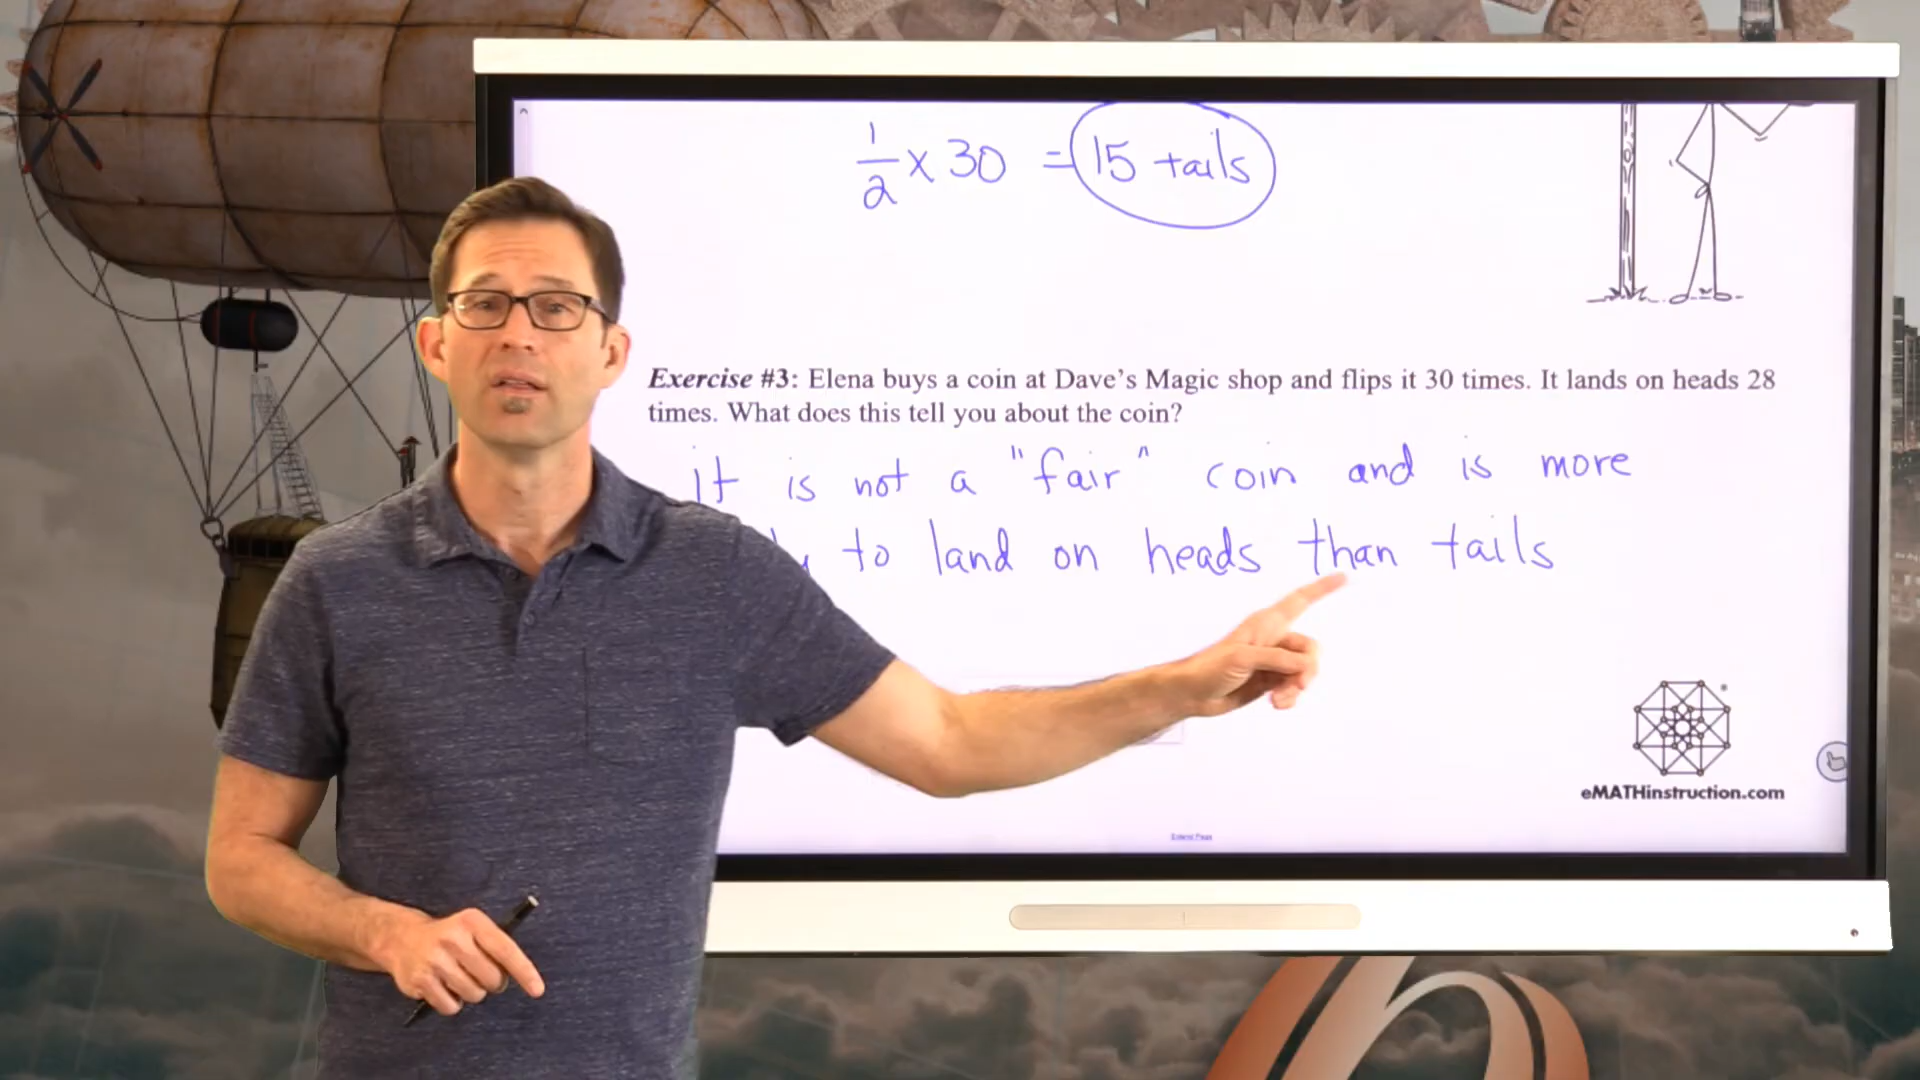 1/2 x 30 = 15 tails
Exercise #3: Elena buys a coin at Dave's Magic shop and flips it 30 times. It lands on heads 28
times. What does this tell you about the coin?
it is not a "fair" coin and is more
to land on heads than tails
eMATHinstruction.com
Extend Page